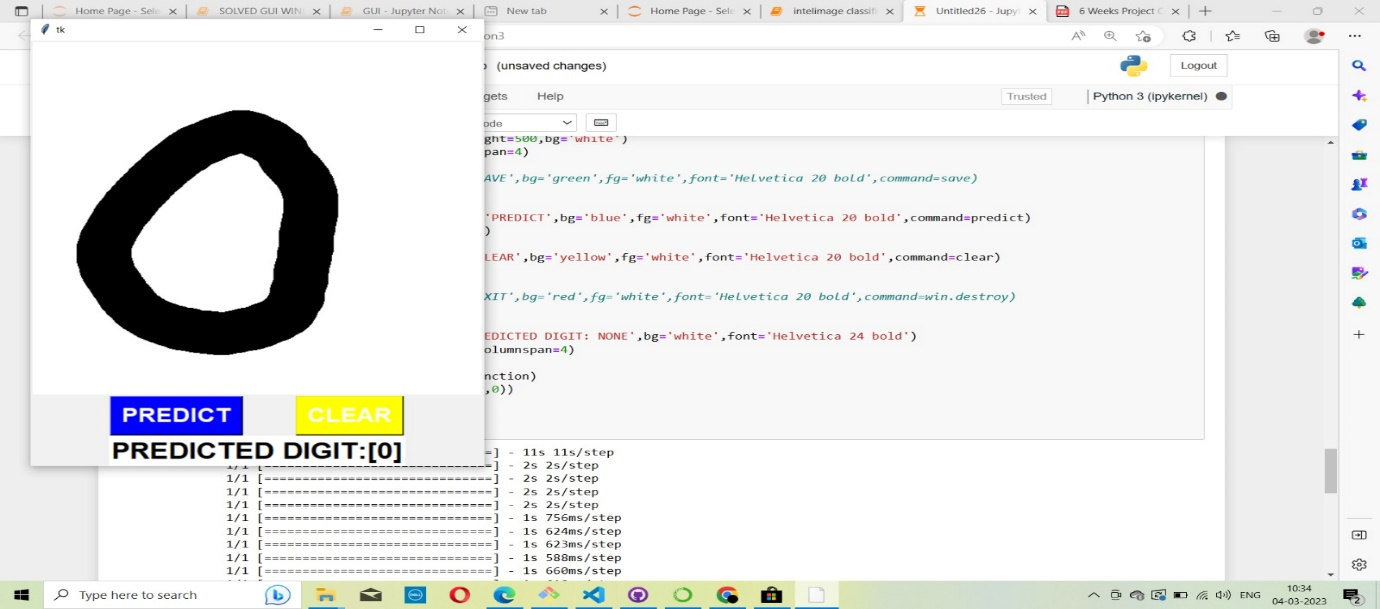 Home Page - Sele
SOLVED GUI WIN
GUI - Jupyter Not
New tab
Home Page - Sele
intelimage classifi
Untitled26 - Jupy
6 Weeks Project C
tk
on3
(unsaved changes)
Logout
gets Help
Trusted
Python 3 (ipykernel)
ode
ght=500,bg='white')
pan=4)
AVE',bg='green',fg='white',font='Helvetica 20 bold',command=save)
'PREDICT',bg='blue',fg='white',font='Helvetica 20 bold',command=predict)
)
LEAR',bg='yellow',fg='white',font='Helvetica 20 bold',command=clear)
XIT',bg='red',fg='white',font='Helvetica 20 bold',command=win.destroy)
EDICTED DIGIT: NONE',bg='white',font='Helvetica 24 bold')
olumnspan=4)
nction)
,0))
PREDICT CLEAR
PREDICTED DIGIT:[0]
=] - 11s 11s/step
1/1 [==============================] - 2s 2s/step
1/1 [==============================] - 2s 2s/step
1/1 [==============================] - 2s 2s/step
1/1 [==============================] - 2s 2s/step
1/1 [==============================] - 1s 756ms/step
1/1 [==============================] - 1s 624ms/step
1/1 [==============================] - 1s 623ms/step
1/1 [==============================] - 1s 588ms/step
1/1 [==============================] - 1s 660ms/step
Type here to search
ENG
10:34
04-03-2023
2